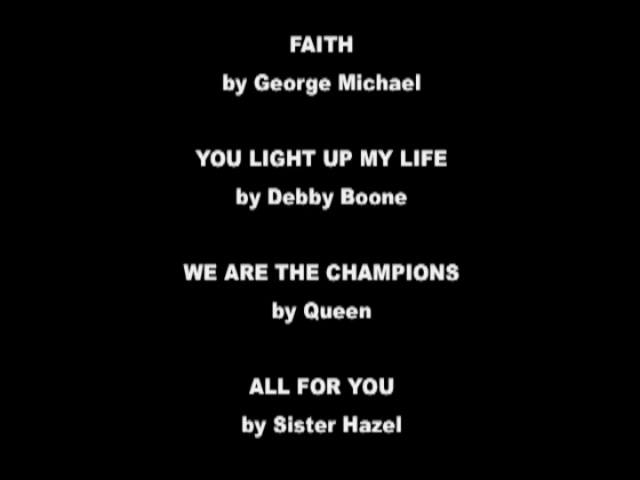 FAITH
by George Michael
YOU LIGHT UP MY LIFE
by Debby Boone
WE ARE THE CHAMPIONS
by Queen
ALL FOR YOU
by Sister Hazel